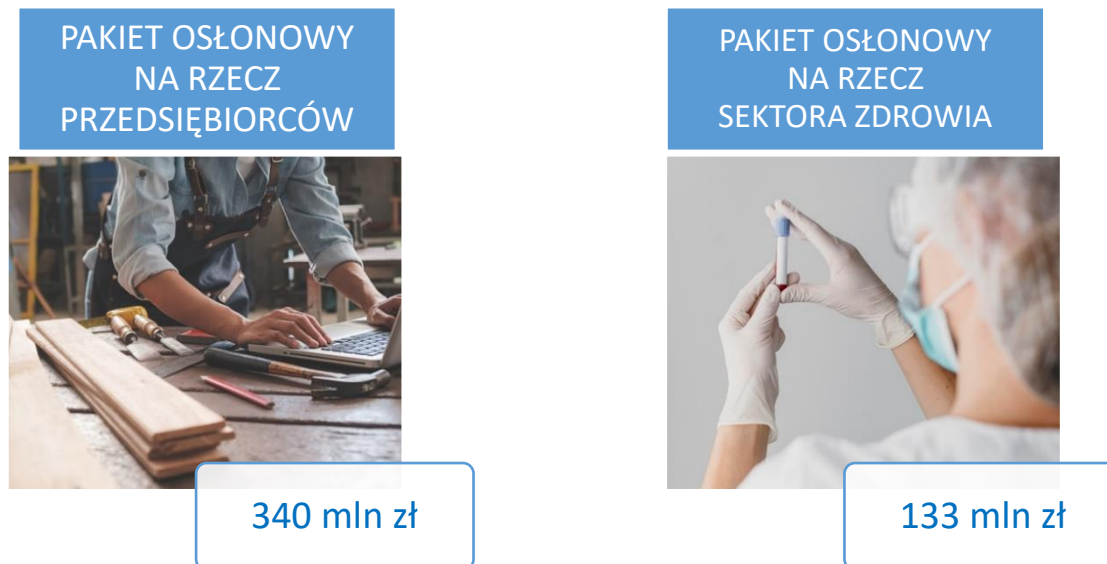 PAKIET OSŁONOWY
NA RZECZ
PRZEDSIĘBIORCÓW
340 mln zł
PAKIET OSŁONOWY
NA RZECZ
SEKTORA ZDROWIA
133 mln zł